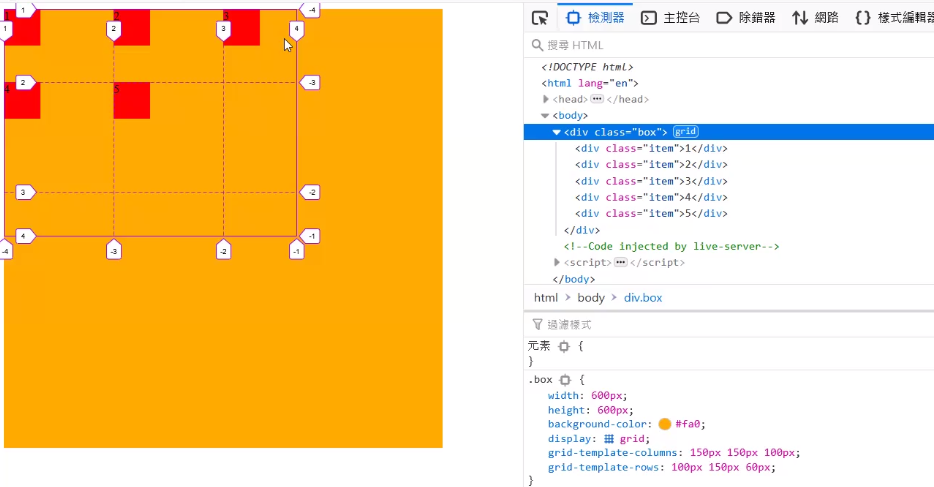 1 -4
1 2 3
1 2 3 4
2 -3
4 5
3 -2
4 -1
-4 -3 -2 -1
檢測器 主控台 除錯器 網路 {} 樣式編輯器
搜尋 HTML
<!DOCTYPE html>
<html lang="en">
<head> ••• </head>
<body>
<div class="box"> grid
<div class="item">1</div>
<div class="item">2</div>
<div class="item">3</div>
<div class="item">4</div>
<div class="item">5</div>
</div>
<!--Code injected by live-server-->
<script> ••• </script>
</body>
html > body > div.box
過濾樣式
元素 {
}
.box {
width: 600px;
height: 600px;
background-color: #fa0;
display: grid;
grid-template-columns: 150px 150px 100px;
grid-template-rows: 100px 150px 60px;
}